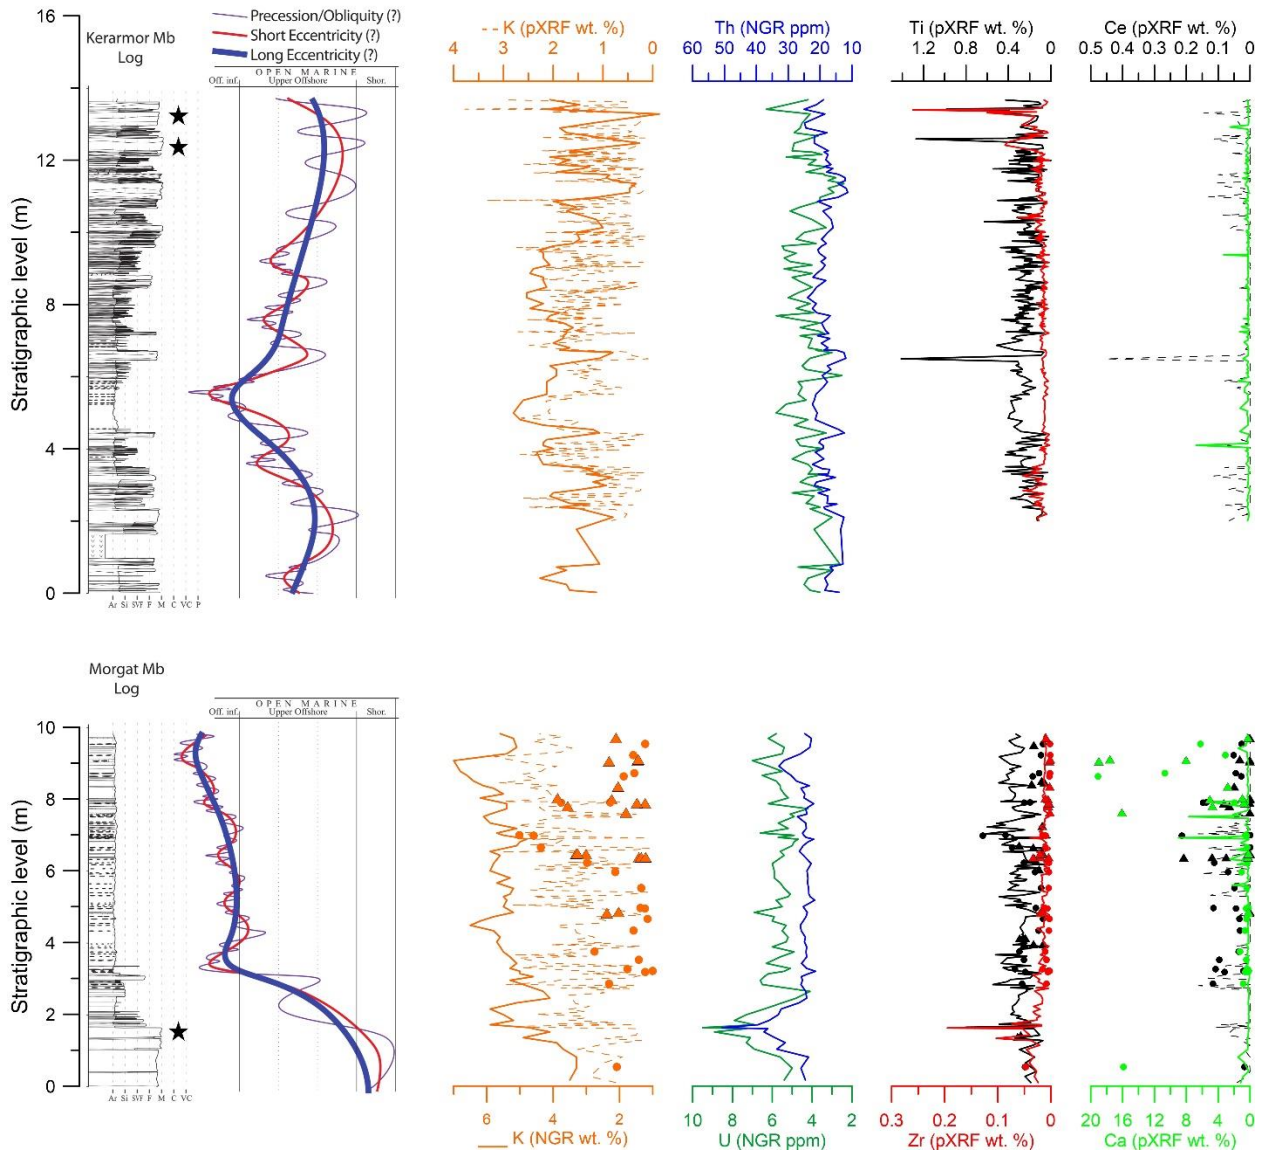 Kerarmor Mb
Log
Precession/Obliquity (?)
Short Eccentricity (?)
Long Eccentricity (?)
OPEN MARINE
Off. inf. Upper Offshore Shor.
-- K (pXRF wt. %)
4 3 2 1 0
Th (NGR ppm)
60 50 40 30 20 10
Ti (pXRF wt. %)
1.2 0.8 0.4 0
Ce (pXRF wt. %)
0.5 0.3 0.1 0
Stratigraphic level (m)
16
12
8
4
0
Ar Si SVF F M C VC P
Morgat Mb
Log
OPEN MARINE
Off. inf. Upper Offshore Shor.
Stratigraphic level (m)
10
8
6
4
2
0
Ar Si SVF F M C VC
6 4 2 0
K (NGR wt. %)
10 8 6 4 2
U (NGR ppm)
0.3 0.1 0
Zr (pXRF wt. %)
20 16 12 8 4 0
Ca (pXRF wt. %)